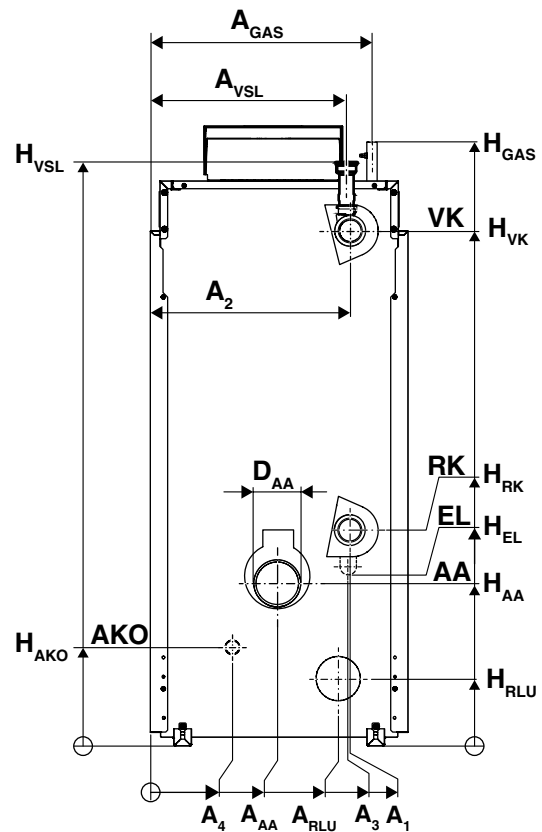 A_GAS
A_VSL
H_VSL
H_GAS
VK
H_VK
A_2
D_AA
RK
H_RK
EL
H_EL
AA
H_AA
H_AKO
AKO
H_RLU
A_4
A_AA
A_RLU
A_3
A_1